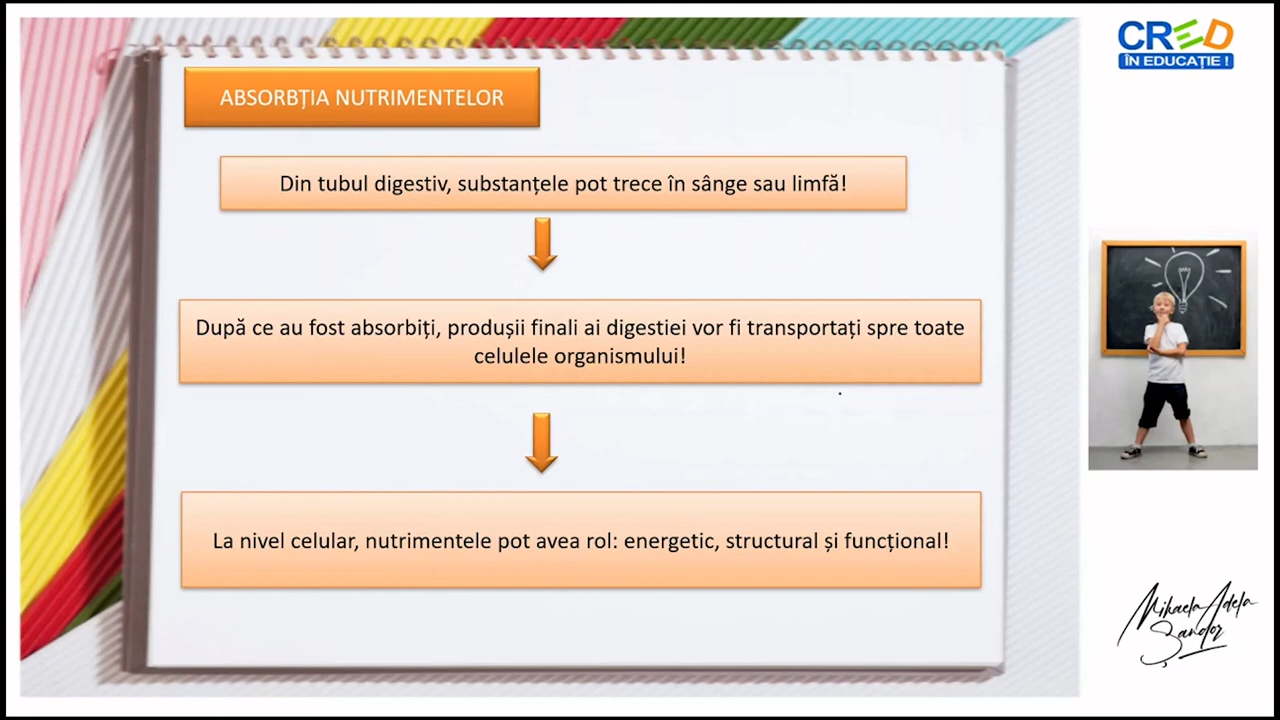 CRED
ÎN EDUCAȚIE !
ABSORBȚIA NUTRIMENTELOR
Din tubul digestiv, substanțele pot trece în sânge sau limfă!
După ce au fost absorbiți, produșii finali ai digestiei vor fi transportați spre toate
celulele organismului!
La nivel celular, nutrimentele pot avea rol: energetic, structural și funcțional!
Mihaela Adela
Șandor